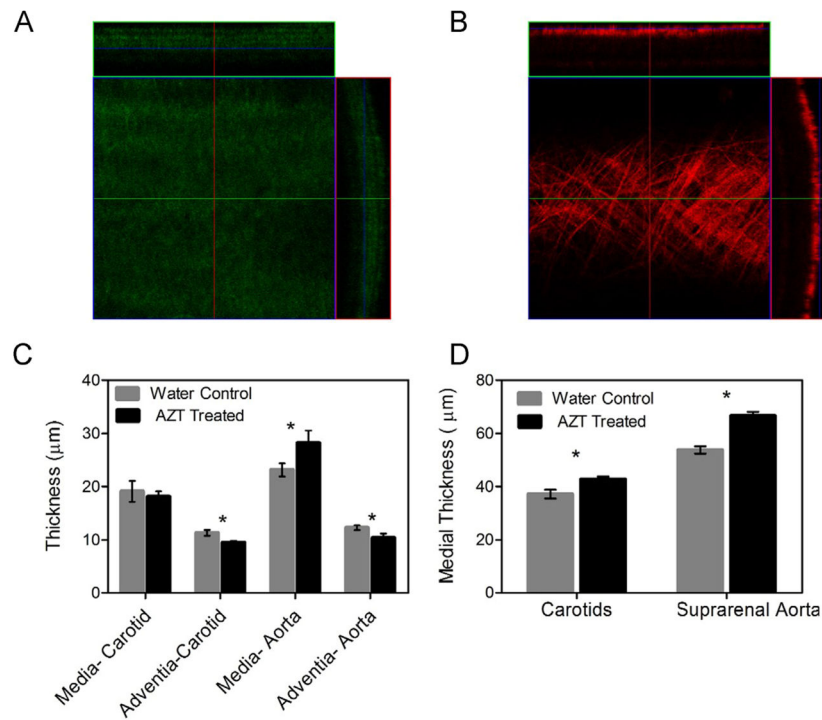 A
B
C
Thickness (μm)
40
30
20
10
0
Water Control
AZT Treated
*
*
*
Media- Carotid
Adventia-Carotid
Media- Aorta
Adventia- Aorta
D
Medial Thickness ( μm)
80
60
40
20
0
Water Control
AZT Treated
*
*
Carotids
Suprarenal Aorta